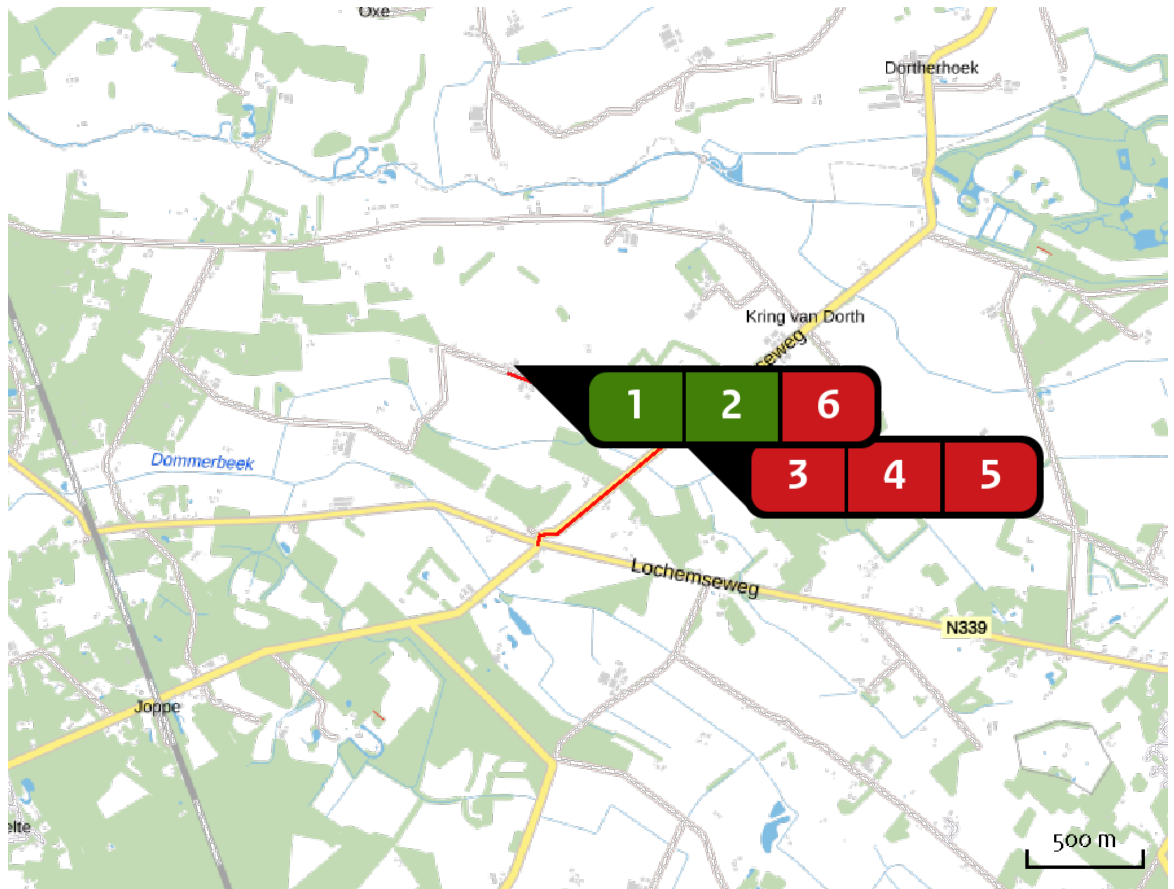 Oxe
Dortherhoek
Kring van Dorth
seweg
1 2 6
3 4 5
Dommerbeek
Lochemseweg
N339
Joppe
elte
500 m